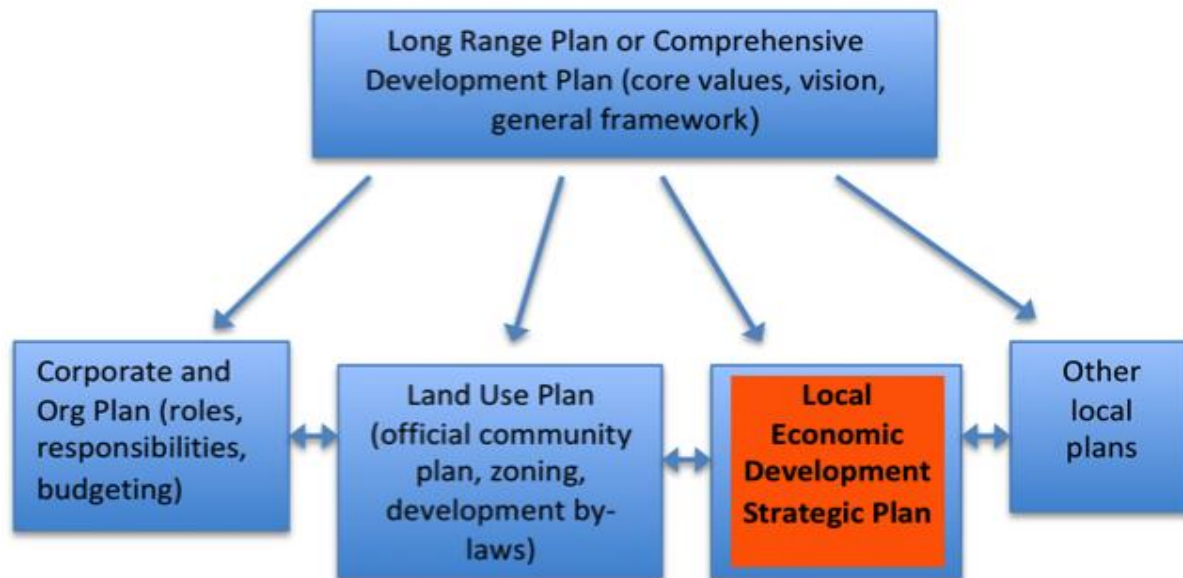 Long Range Plan or Comprehensive
Development Plan (core values, vision,
general framework)
Corporate and
Org Plan (roles,
responsibilities,
budgeting)
Land Use Plan
(official community
plan, zoning,
development by-
laws)
Local
Economic
Development
Strategic Plan
Other
local
plans